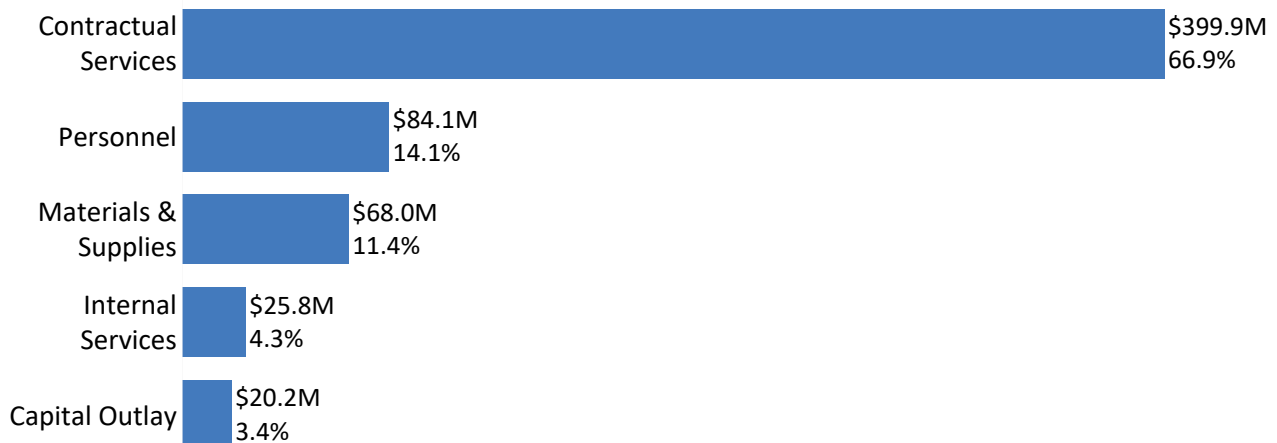 Contractual
Services
$399.9M
66.9%
Personnel
$84.1M
14.1%
Materials &
Supplies
$68.0M
11.4%
Internal
Services
$25.8M
4.3%
Capital Outlay
$20.2M
3.4%